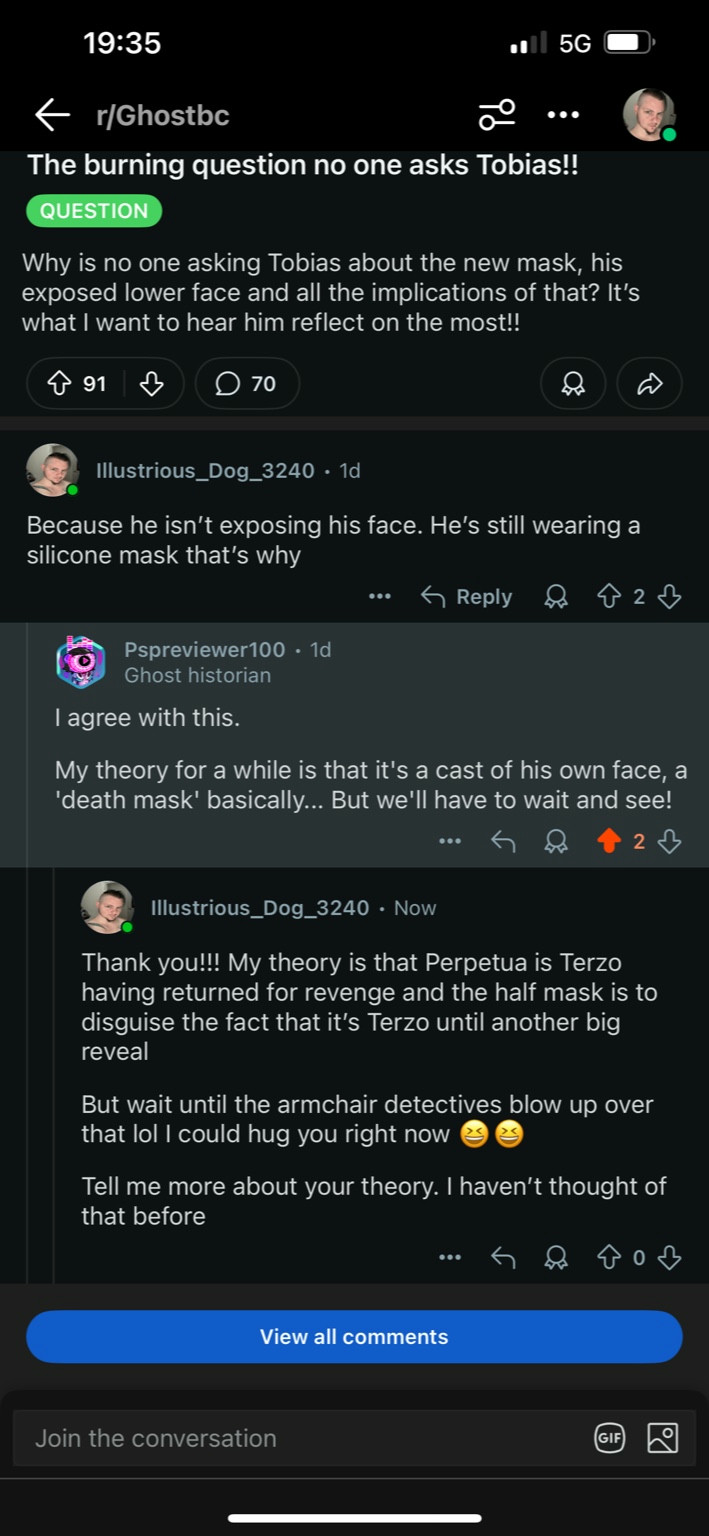 19:35
5G
r/Ghostbc
The burning question no one asks Tobias!!
QUESTION
Why is no one asking Tobias about the new mask, his
exposed lower face and all the implications of that? It’s
what I want to hear him reflect on the most!!
91
70
Illustrious_Dog_3240 • 1d
Because he isn’t exposing his face. He’s still wearing a
silicone mask that’s why
Reply
2
Pspreviewer100 • 1d
Ghost historian
I agree with this.
My theory for a while is that it's a cast of his own face, a
'death mask' basically... But we'll have to wait and see!
2
Illustrious_Dog_3240 • Now
Thank you!!! My theory is that Perpetua is Terzo
having returned for revenge and the half mask is to
disguise the fact that it’s Terzo until another big
reveal
But wait until the armchair detectives blow up over
that lol I could hug you right now 😆😆
Tell me more about your theory. I haven’t thought of
that before
0
View all comments
Join the conversation
GIF